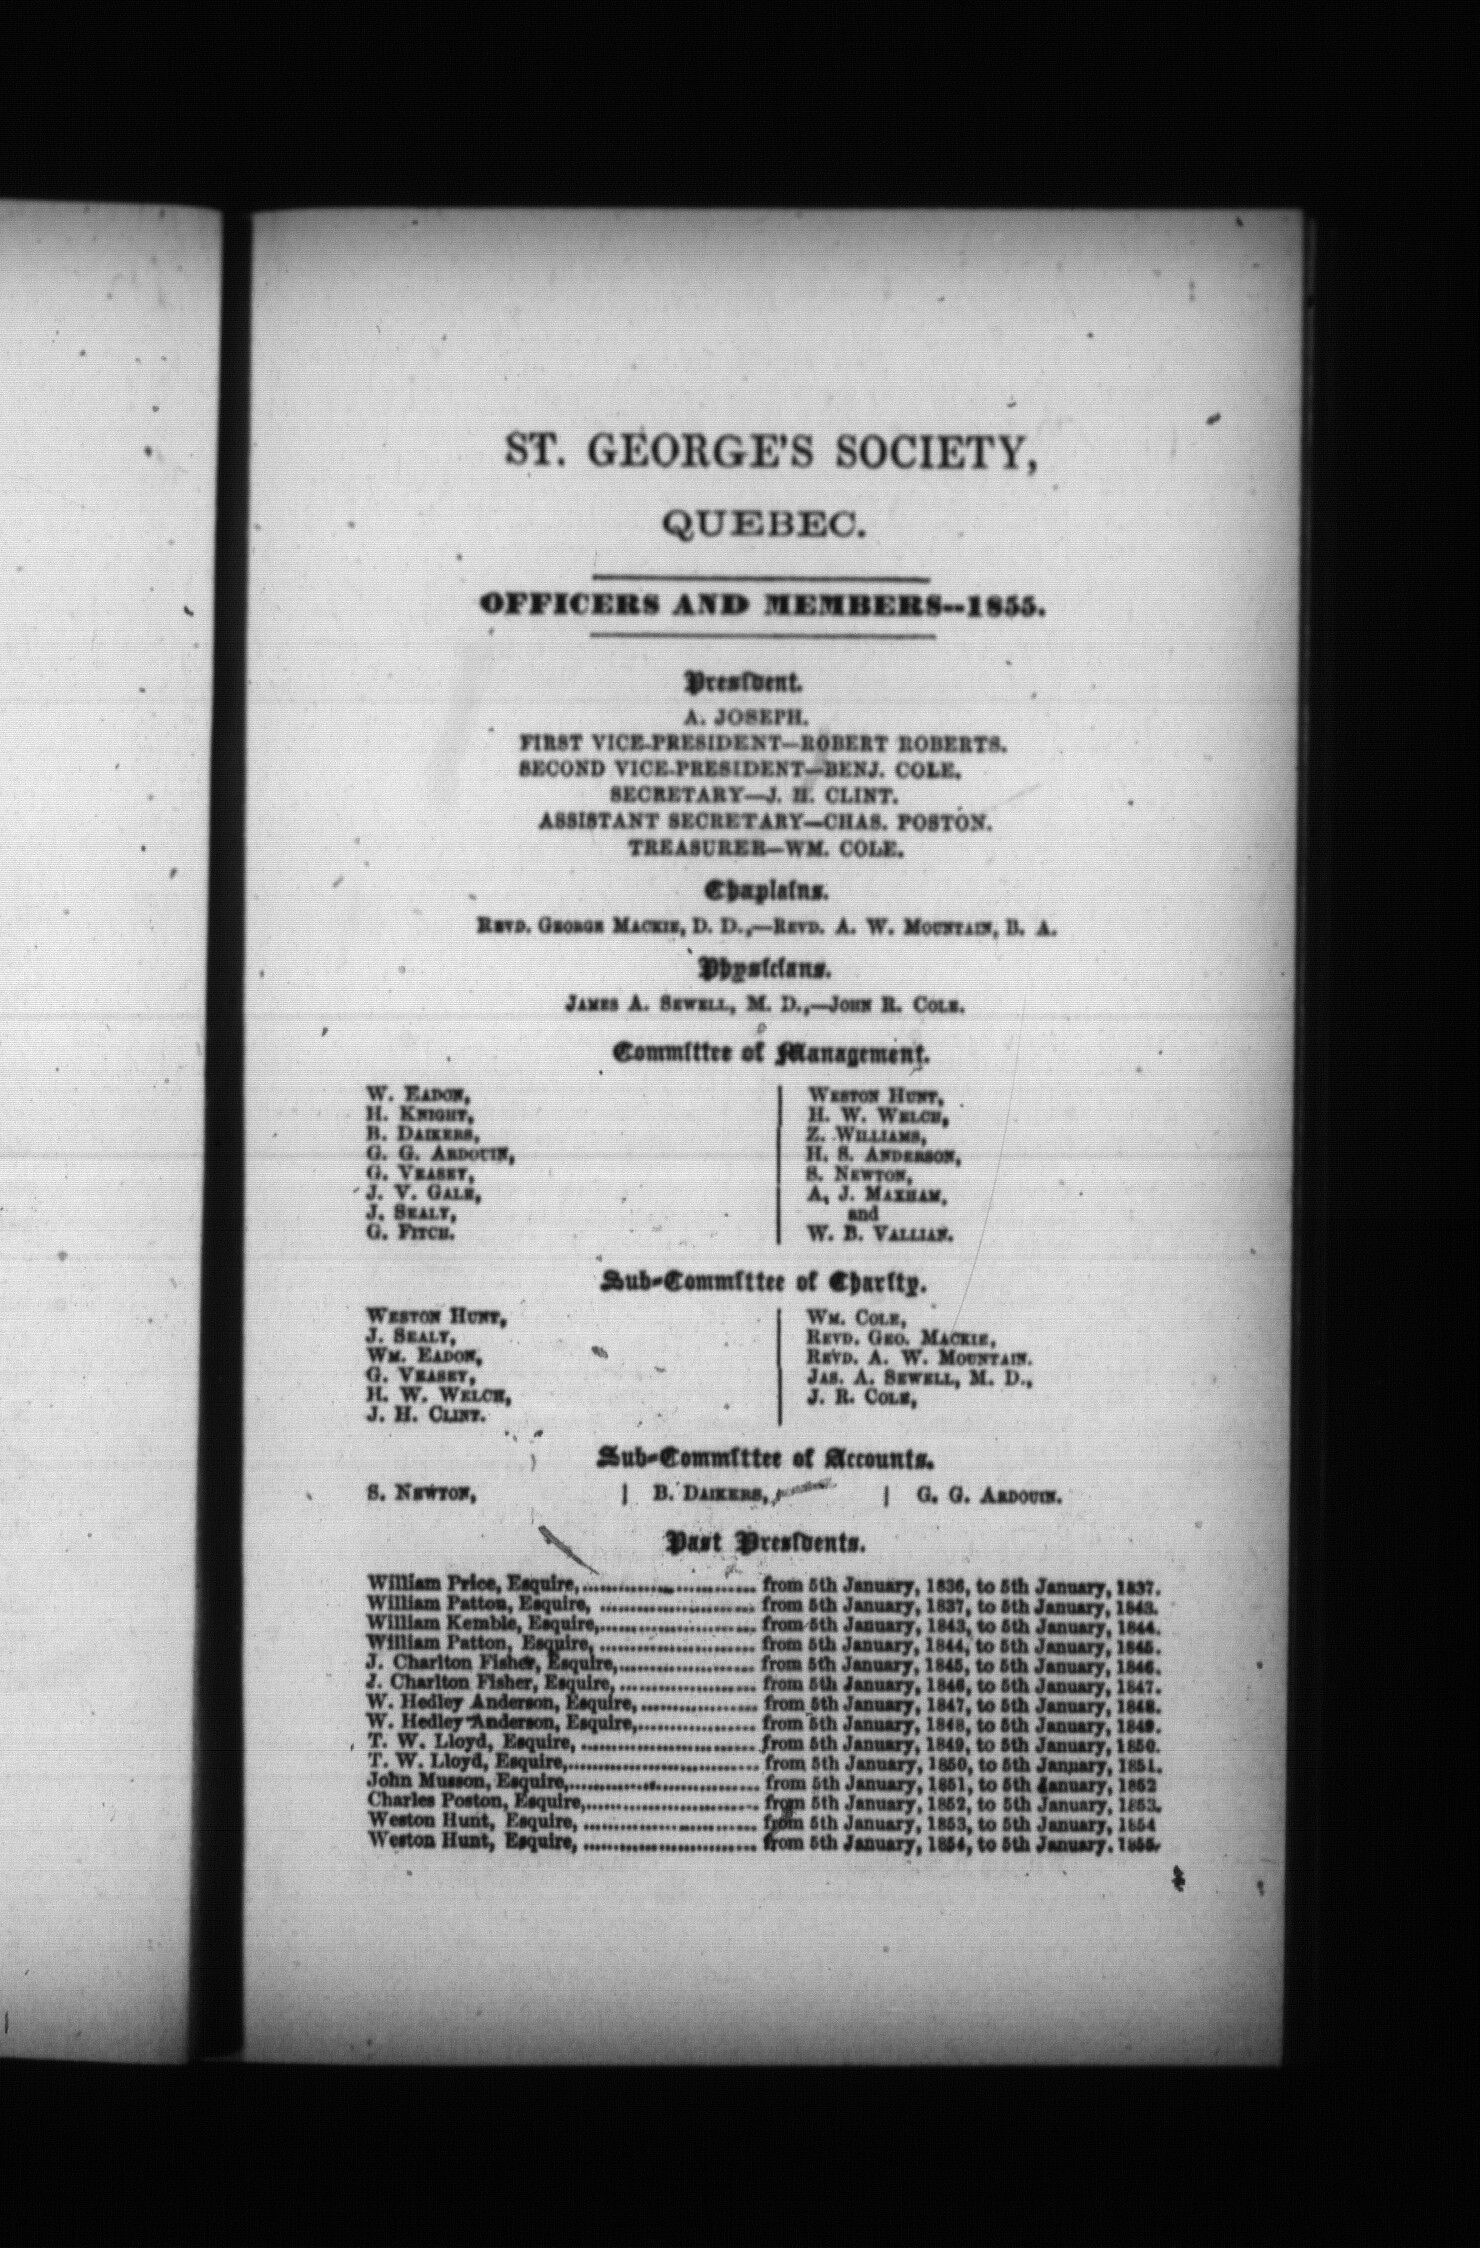 ST. GEORGE'S SOCIETY,
QUEBEC.
OFFICERS AND MEMBERS--1855.
President.
A. JOSEPH.
FIRST VICE-PRESIDENT—ROBERT ROBERTS.
SECOND VICE-PRESIDENT—BENJ. COLE.
SECRETARY—J. H. CLINT.
ASSISTANT SECRETARY—CHAS. POSTON.
TREASURER—WM. COLE.
Chaplains.
REVD. GEORGE MACKIE, D. D.,—REVD. A. W. MOUNTAIN, B. A.
Physicians.
JAMES A. SEWELL, M. D.,—JOHN R. COLE.
Committee of Management.
W. EADON,
H. KNIGHT,
B. DAIKERS,
G. G. ARDOUIN,
G. VEASEY,
J. V. GALE,
J. SEALY,
G. FITCH.
WESTON HUNT,
H. W. WELCH,
Z. WILLIAMS,
H. S. ANDERSON,
S. NEWTON,
A, J. MAXHAM,
and
W. B. VALLIAN.
Sub-Committee of Charity.
WESTON HUNT,
J. SEALY,
WM. EADON,
G. VEASEY,
H. W. WELCH,
J. H. CLINT.
WM. COLE,
REVD. GEO. MACKIE,
REVD. A. W. MOUNTAIN.
JAS. A. SEWELL, M. D.,
J. R. COLE,
Sub-Committee of Accounts.
S. NEWTON, | B. DAIKERS, | G. G. ARDOUIN.
Past Presidents.
William Price, Esquire,............................. from 5th January, 1836, to 5th January, 1837.
William Patton, Esquire, .......................... from 5th January, 1837, to 5th January, 1843.
William Kemble, Esquire,.......................... from 5th January, 1843, to 5th January, 1844.
William Patton, Esquire, .......................... from 5th January, 1844, to 5th January, 1845.
J. Charlton Fisher, Esquire,....................... from 5th January, 1845, to 5th January, 1846.
J. Charlton Fisher, Esquire, ....................... from 5th January, 1846, to 5th January, 1847.
W. Hedley Anderson, Esquire, ................... from 5th January, 1847, to 5th January, 1848.
W. Hedley Anderson, Esquire,.................... from 5th January, 1848, to 5th January, 1849.
T. W. Lloyd, Esquire, ............................. from 5th January, 1849, to 5th January, 1850.
T. W. Lloyd, Esquire,................................ from 5th January, 1850, to 5th January, 1851.
John Musson, Esquire,................................ from 5th January, 1851, to 5th January, 1852
Charles Poston, Esquire,............................. from 5th January, 1852, to 5th January, 1853.
Weston Hunt, Esquire, ............................. from 5th January, 1853, to 5th January, 1854
Weston Hunt, Esquire, ............................. from 5th January, 1854, to 5th January. 1855.